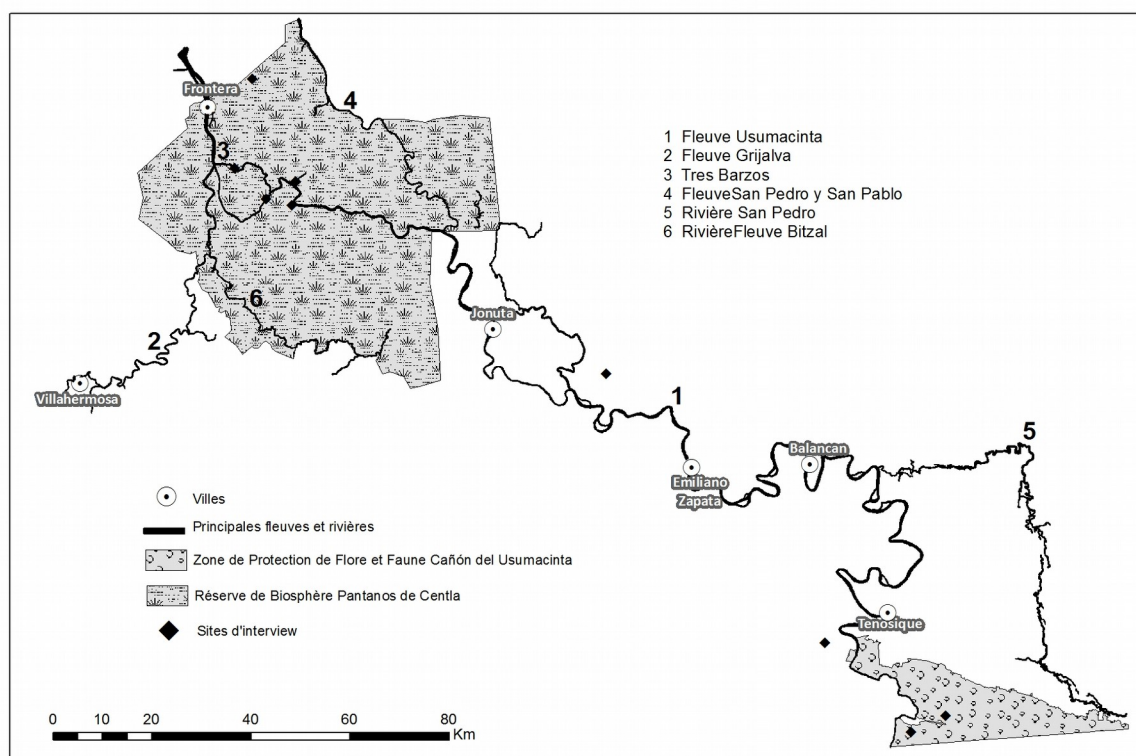 Frontera
4
3
6
2
Villahermosa
Jonuta
1
Emiliano
Zapata
Balancan
5
Tenosique
1 Fleuve Usumacinta
2 Fleuve Grijalva
3 Tres Barzos
4 FleuveSan Pedro y San Pablo
5 Rivière San Pedro
6 RivièreFleuve Bitzal
Villes
Principales fleuves et rivières
Zone de Protection de Flore et Faune Cañón del Usumacinta
Réserve de Biosphère Pantanos de Centla
Sites d'interview
0 10 20 40 60 80
Km